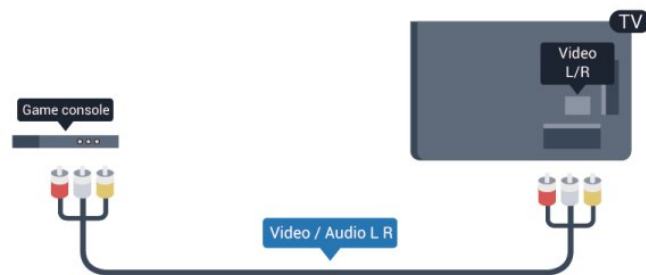 TV
Video
L/R
Game console
Video / Audio L R